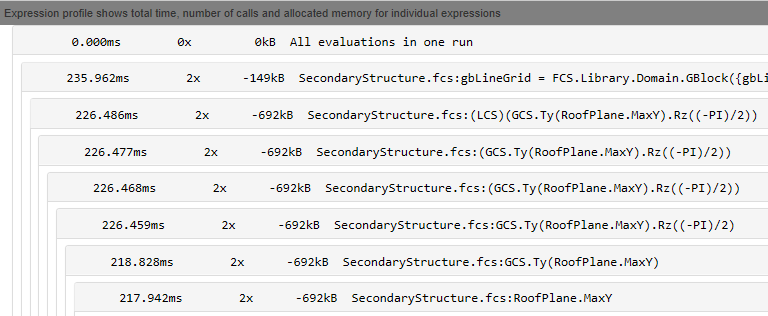 Expression profile shows total time, number of calls and allocated memory for individual expressions
0.000ms 0x 0kB All evaluations in one run
235.962ms 2x -149kB SecondaryStructure.fcs:gbLineGrid = FCS.Library.Domain.GBlock({gbLi
226.486ms 2x -692kB SecondaryStructure.fcs:(LCS)(GCS.Ty(RoofPlane.MaxY).Rz((-PI)/2))
226.477ms 2x -692kB SecondaryStructure.fcs:(GCS.Ty(RoofPlane.MaxY).Rz((-PI)/2))
226.468ms 2x -692kB SecondaryStructure.fcs:(GCS.Ty(RoofPlane.MaxY).Rz((-PI)/2))
226.459ms 2x -692kB SecondaryStructure.fcs:GCS.Ty(RoofPlane.MaxY).Rz((-PI)/2)
218.828ms 2x -692kB SecondaryStructure.fcs:GCS.Ty(RoofPlane.MaxY)
217.942ms 2x -692kB SecondaryStructure.fcs:RoofPlane.MaxY